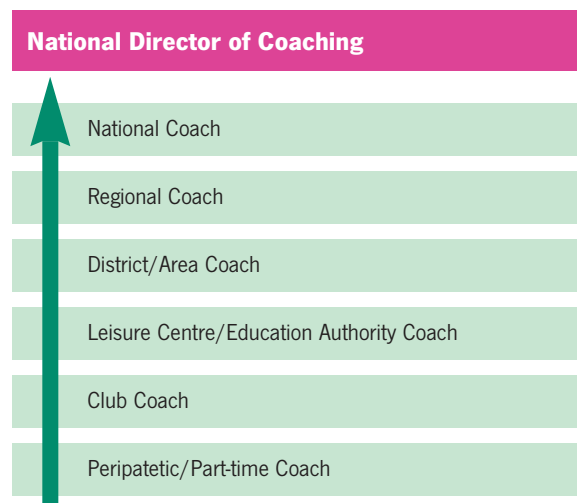 National Director of Coaching
National Coach
Regional Coach
District/Area Coach
Leisure Centre/Education Authority Coach
Club Coach
Peripatetic/Part-time Coach